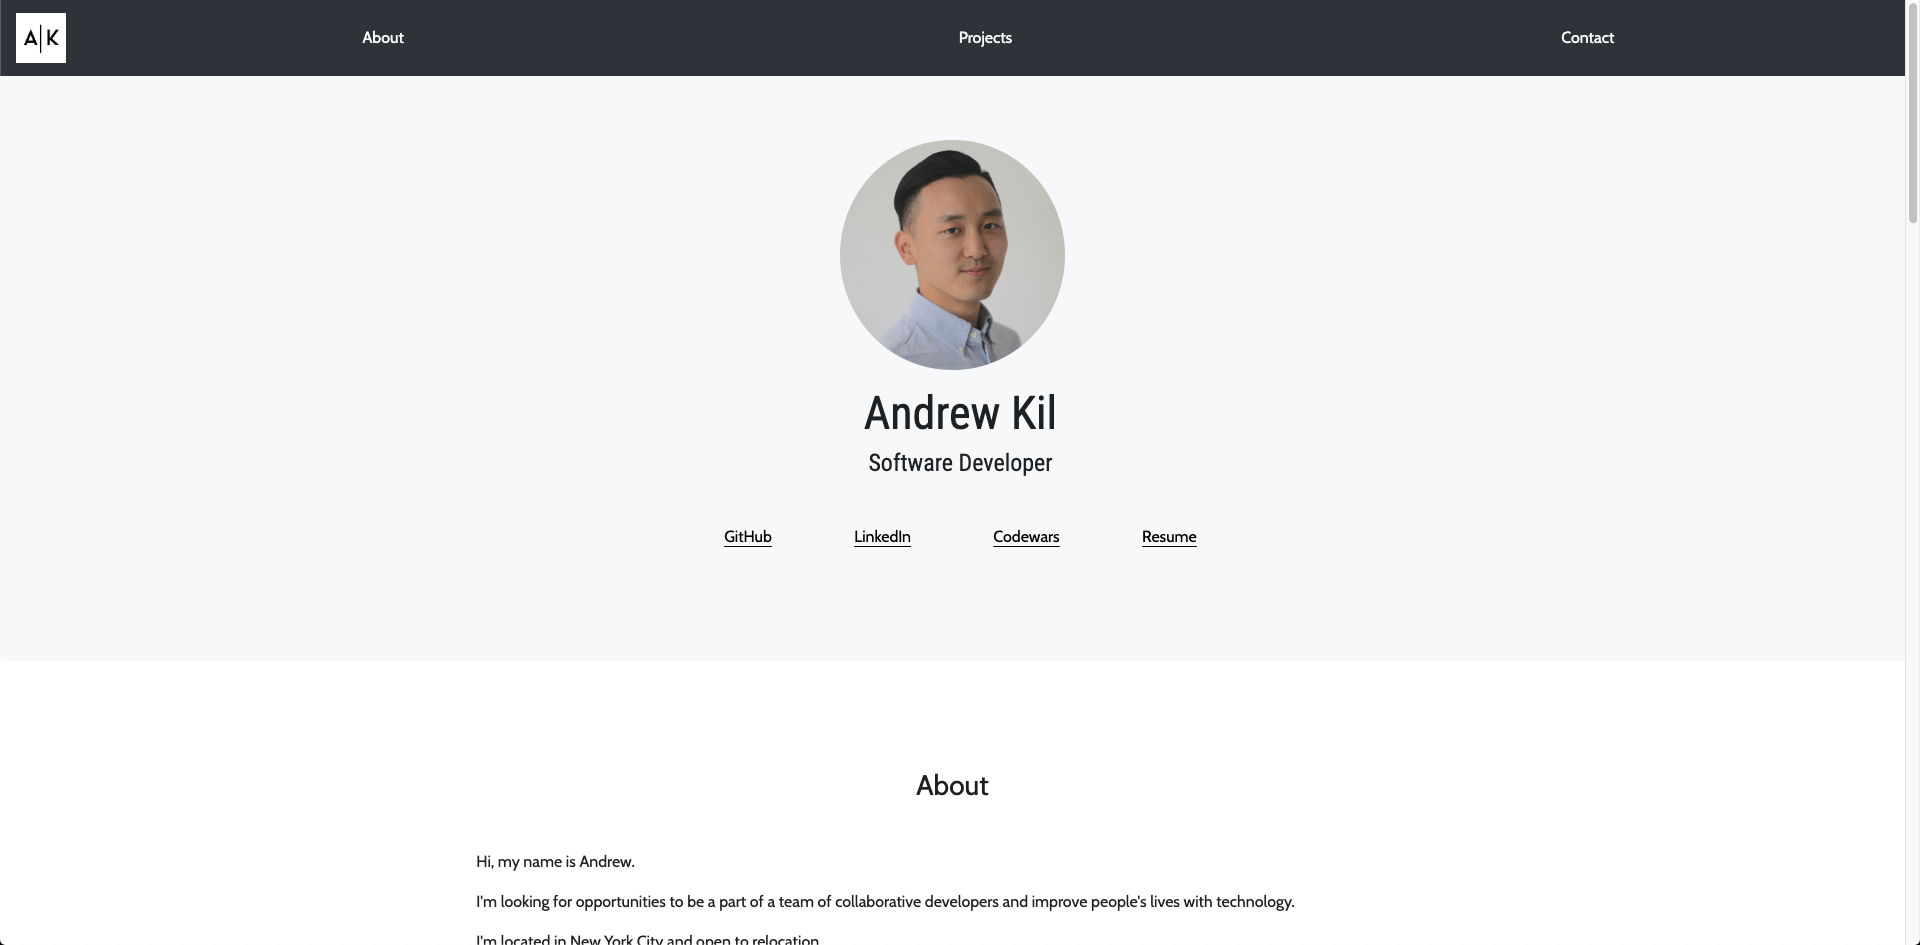 A|K
About
Projects
Contact
Andrew Kil
Software Developer
GitHub
LinkedIn
Codewars
Resume
About
Hi, my name is Andrew.
I'm looking for opportunities to be a part of a team of collaborative developers and improve people's lives with technology.
I'm located in New York City and open to relocation.